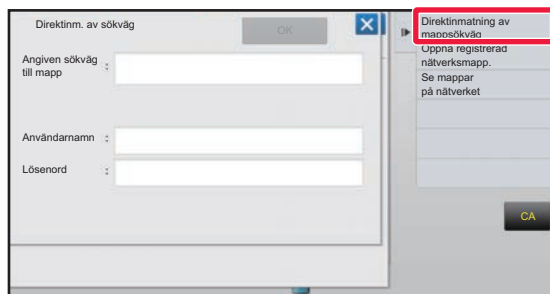 Direktinm. av sökväg
OK
Angiven sökväg
till mapp :
Användarnamn :
Lösenord :
Direktinmatning av
mappsökväg
Öppna registrerad
nätverksmapp.
Se mappar
på nätverket
CA